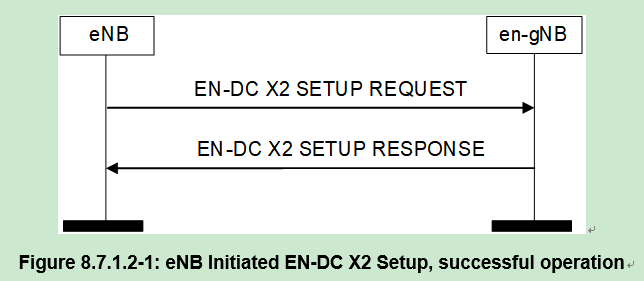 eNB en-gNB
EN-DC X2 SETUP REQUEST
EN-DC X2 SETUP RESPONSE
Figure 8.7.1.2-1: eNB Initiated EN-DC X2 Setup, successful operation